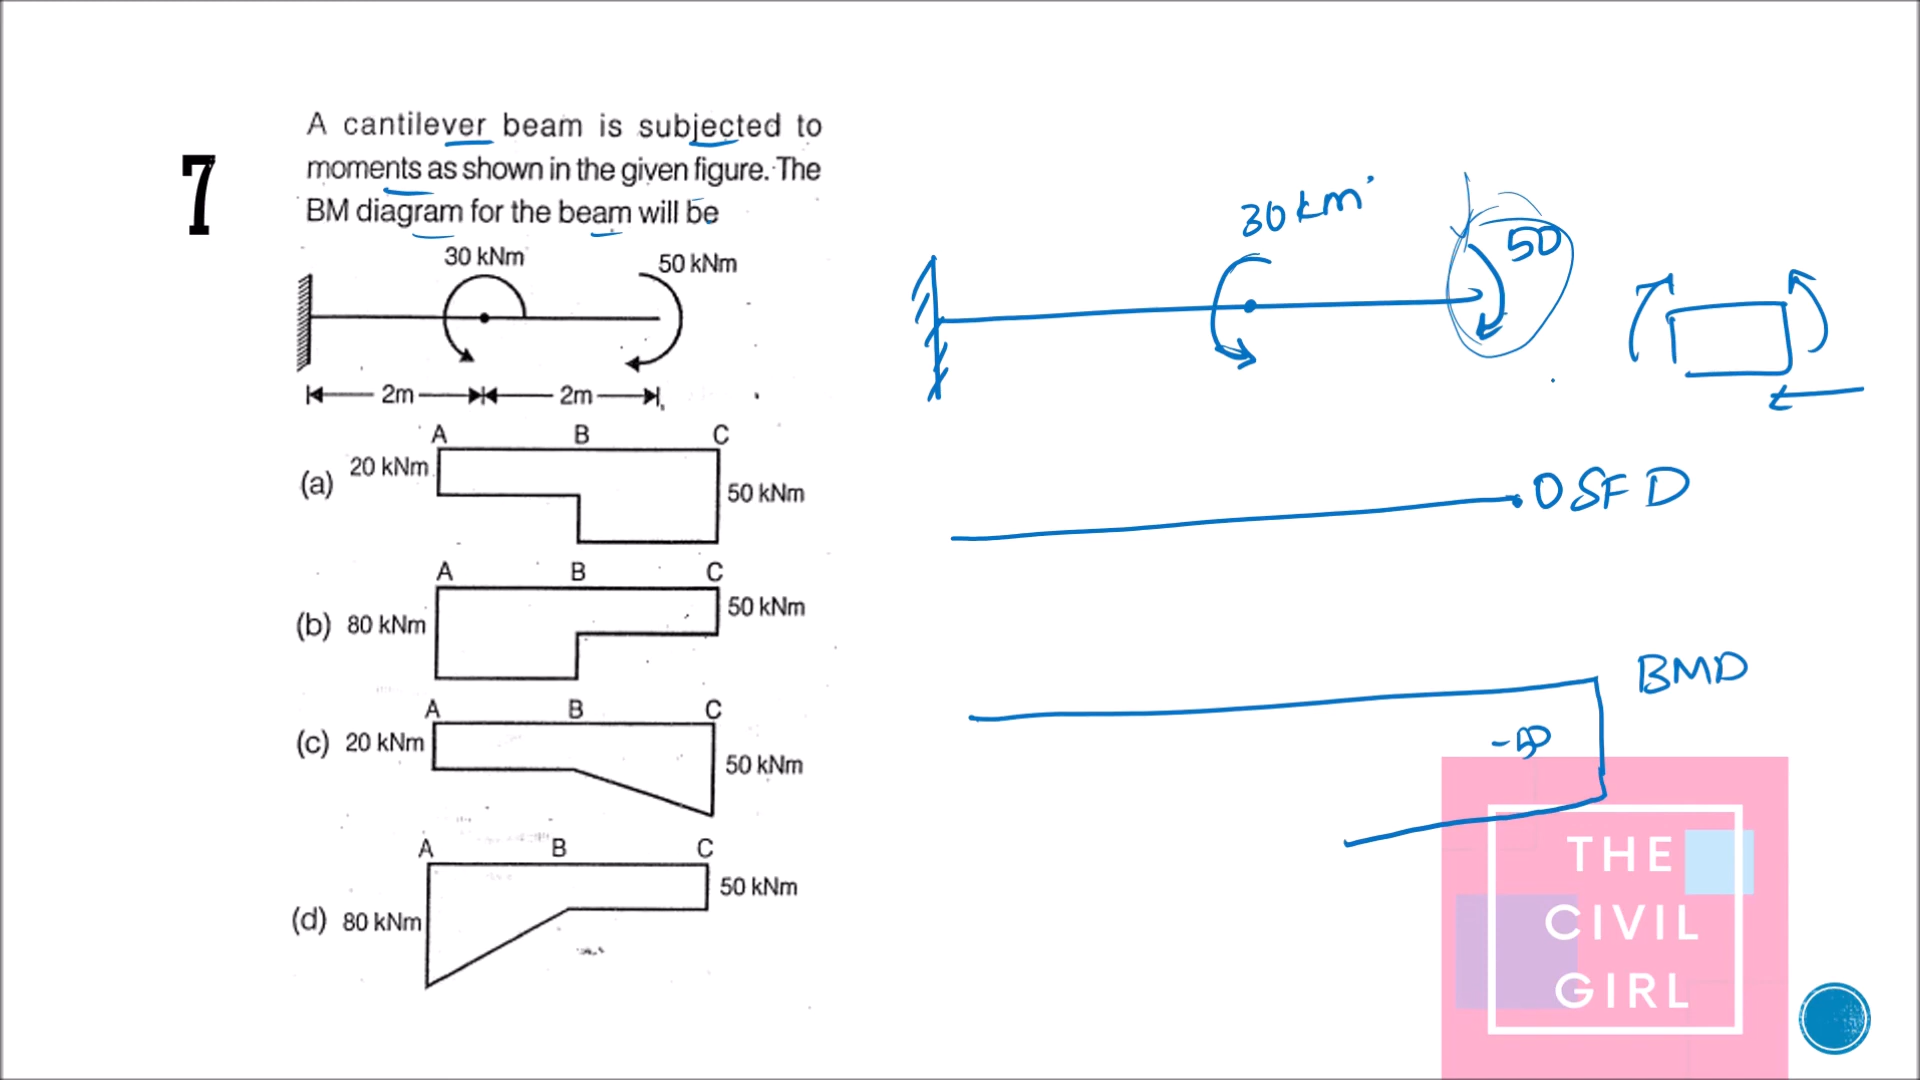 7
A cantilever beam is subjected to
moments as shown in the given figure. The
BM diagram for the beam will be
30 kNm
50 kNm
2m
2m
A B C
(a) 20 kNm
50 kNm
A B C
(b) 80 kNm
50 kNm
A B C
(c) 20 kNm
50 kNm
A B C
(d) 80 kNm
50 kNm
30 km
50
0 SFD
BMD
-50
THE
CIVIL
GIRL